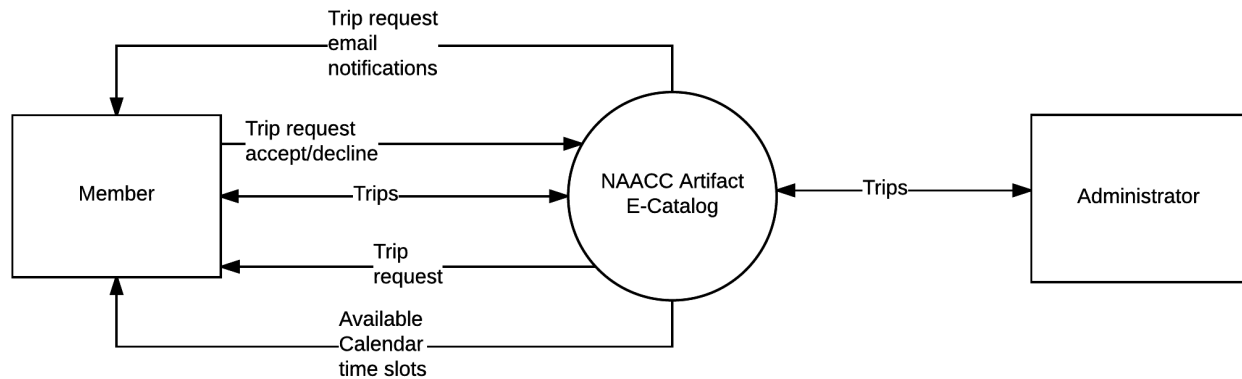 Trip request
email
notifications
Trip request
accept/decline
Member
Trips
NAACC Artifact
E-Catalog
Trips
Administrator
Trip
request
Available
Calendar
time slots